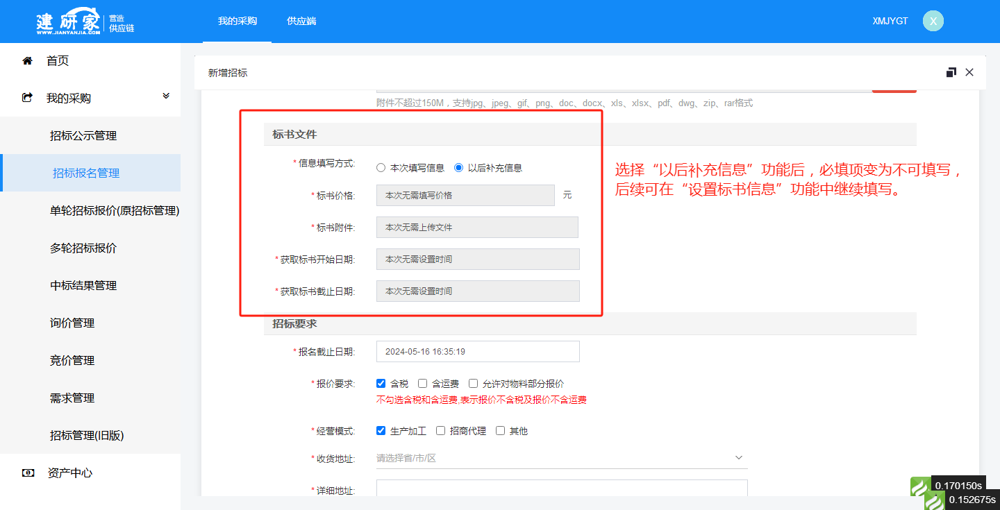 建研家
WWW.JIANYANJIA.COM
营造
供应链
我的采购
供应端
XMJYGT
X
首页
我的采购
招标公示管理
招标报名管理
单轮招标报价(原招标管理)
多轮招标报价
中标结果管理
询价管理
竞价管理
需求管理
招标管理(旧版)
资产中心
新增招标
附件不超过150M，支持jpg、jpeg、gif、png、doc、docx、xls、xlsx、pdf、dwg、zip、rar格式
标书文件
*信息填写方式: 本次填写信息 以后补充信息
*标书价格: 本次无需填写价格 元
*标书附件: 本次无需上传文件
*获取标书开始日期: 本次无需设置时间
*获取标书截止日期: 本次无需设置时间
选择“以后补充信息”功能后，必填项变为不可填写，
后续可在“设置标书信息”功能中继续填写。
招标要求
*报名截止日期: 2024-05-16 16:35:19
*报价要求: 含税 含运费 允许对物料部分报价
不勾选含税和含运费,表示报价不含税及报价不含运费
*经营模式: 生产加工 招商代理 其他
*收货地址: 请选择省/市/区
*详细地址:
0.170150s
0.152675s